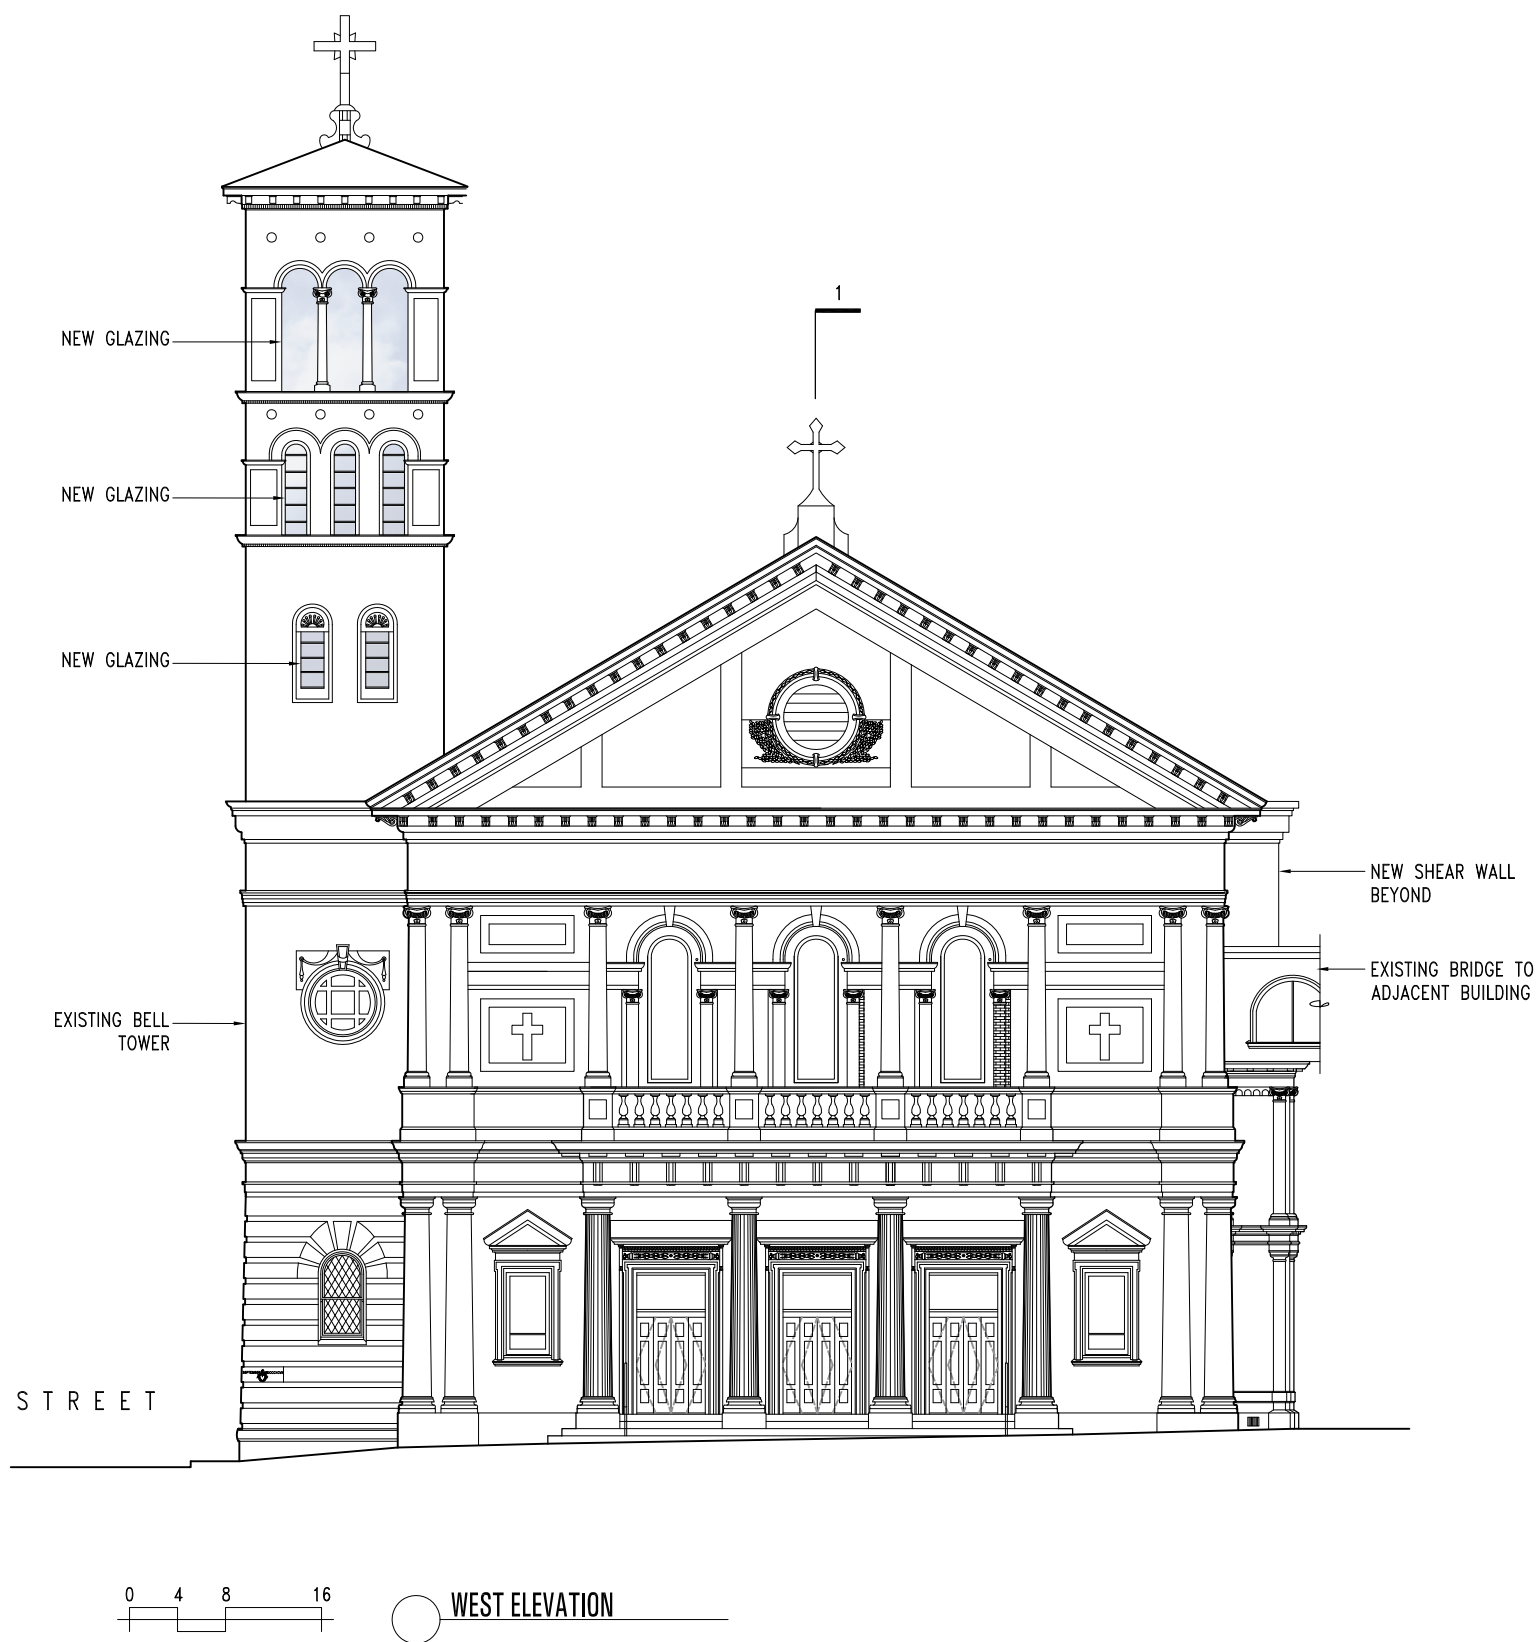 1
NEW GLAZING
NEW GLAZING
NEW GLAZING
NEW SHEAR WALL
BEYOND
EXISTING BRIDGE TO
ADJACENT BUILDING
EXISTING BELL
TOWER
STREET
0 4 8 16
WEST ELEVATION